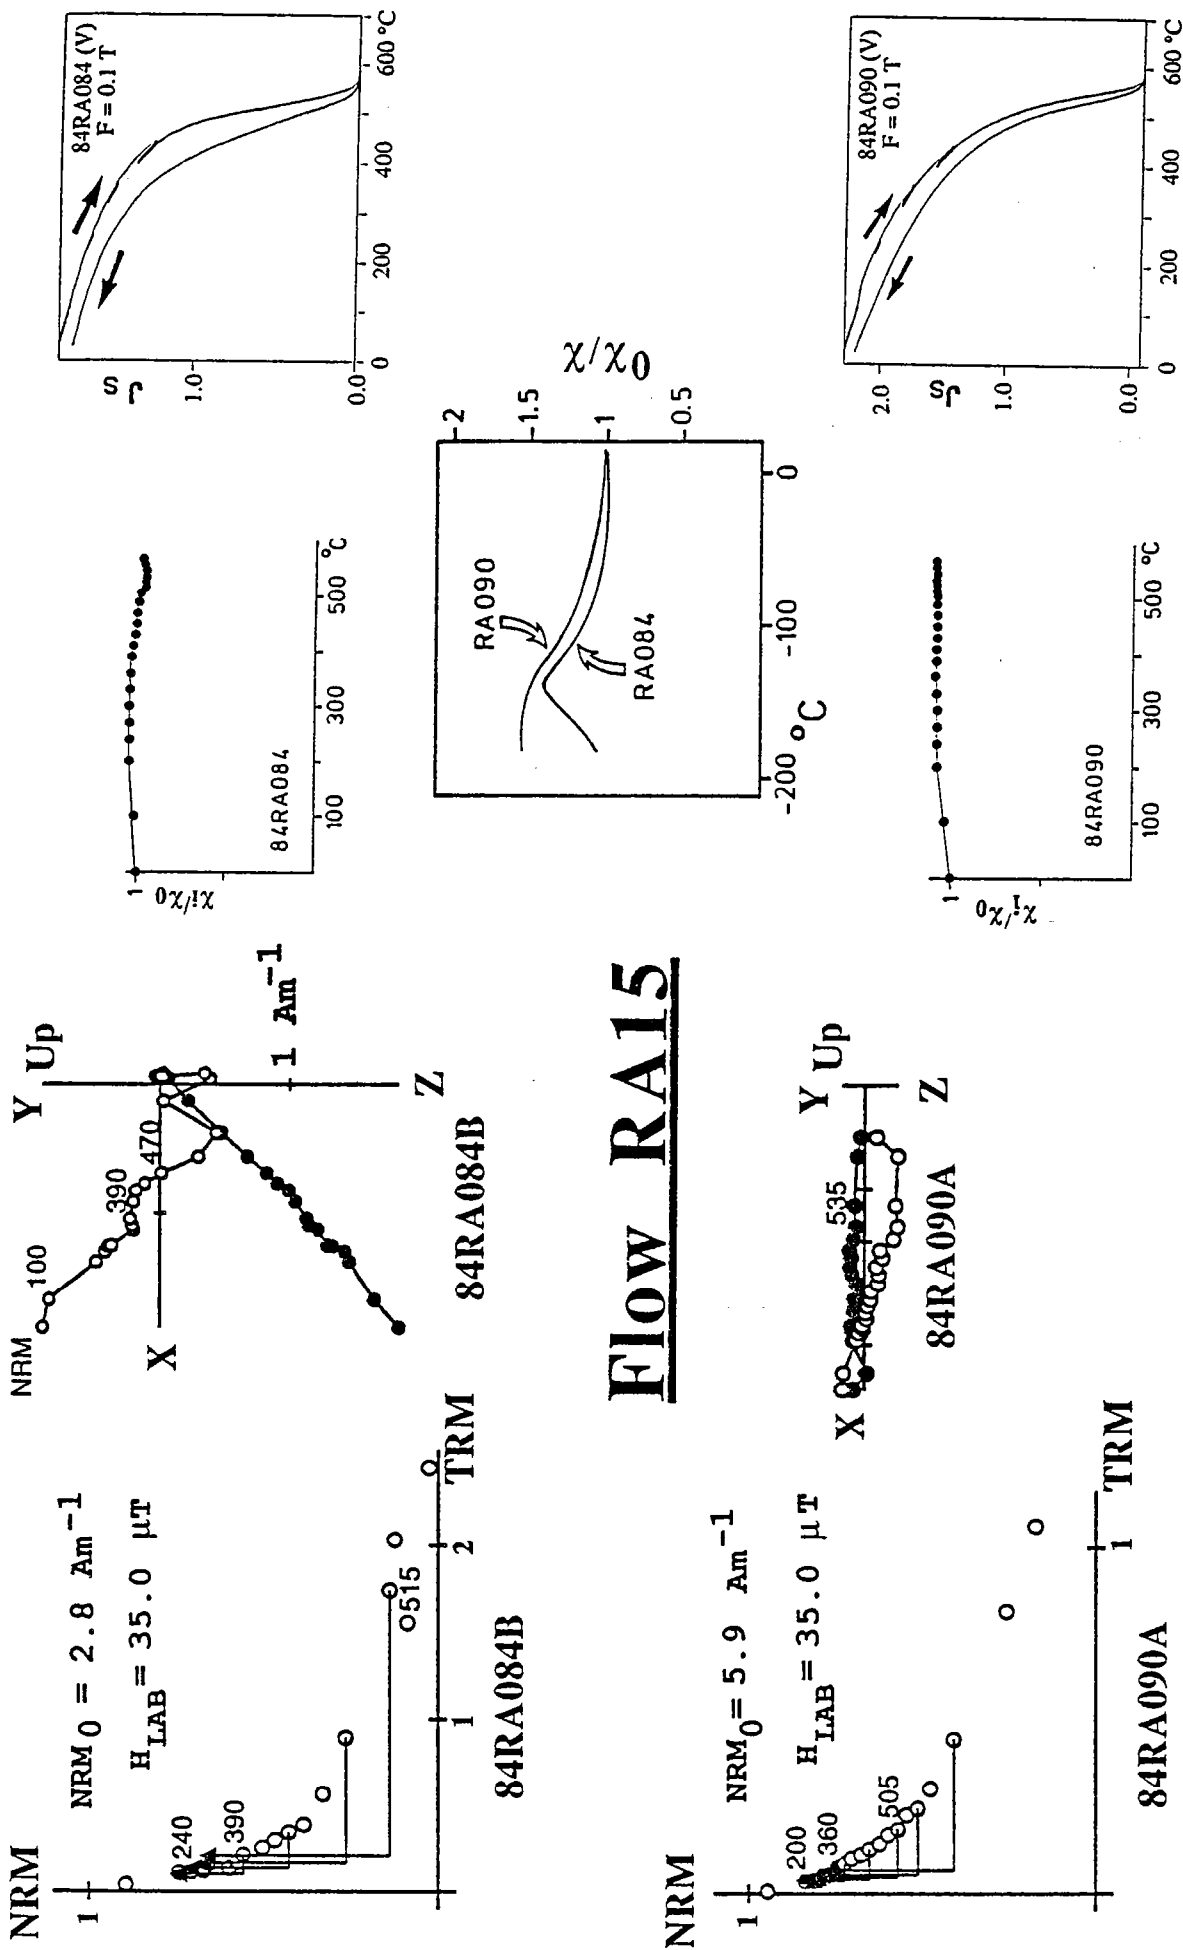 NRM
1
NRM₀ = 2.8 Am⁻¹
H_LAB = 35.0 µT
240
390
515
1
2
TRM
84RA084B
NRM
100
390
470
Y Up
X
Z
1 Am⁻¹
84RA084B
1
χi/χ₀
84RA084
100
300
500
°C
84RA084 (V)
F = 0.1 T
Js
1.0
0.0
0
200
400
600 °C
Flow RA15
RA090
RA084
-200
°C
-100
0
2
1.5
1
0.5
χ/χ0
NRM
1
NRM₀ = 5.9 Am⁻¹
H_LAB = 35.0 µT
200
360
505
1
TRM
84RA090A
Y Up
535
X
Z
84RA090A
1
χi/χ₀
84RA090
100
300
500
°C
84RA090 (V)
F = 0.1 T
2.0
Js
1.0
0.0
0
200
400
600 °C